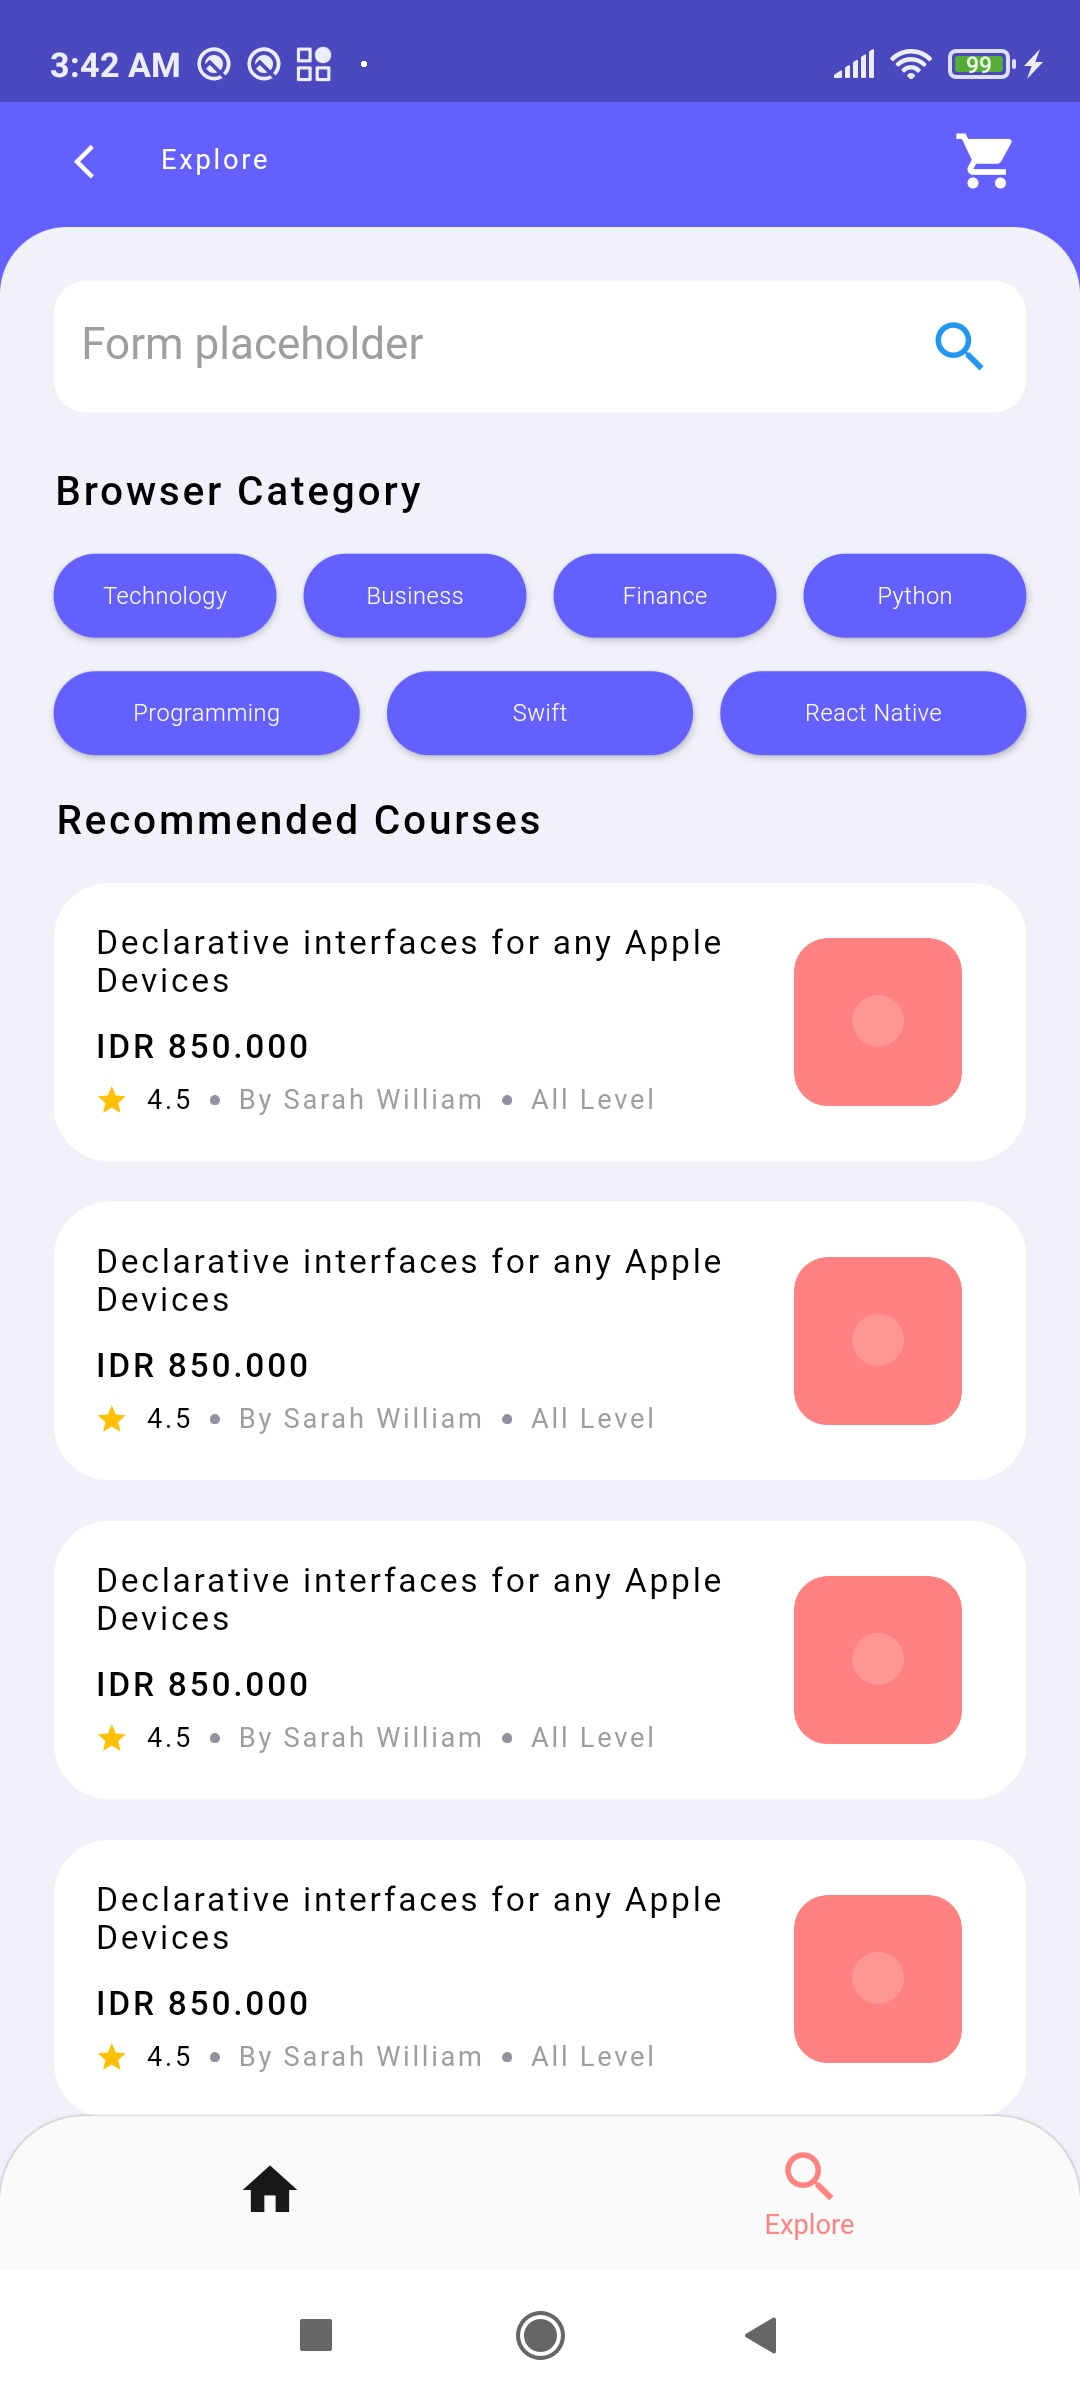 3:42 AM
99
Explore
Form placeholder
Browser Category
Technology
Business
Finance
Python
Programming
Swift
React Native
Recommended Courses
Declarative interfaces for any Apple
Devices
IDR 850.000
4.5 • By Sarah William • All Level
Declarative interfaces for any Apple
Devices
IDR 850.000
4.5 • By Sarah William • All Level
Declarative interfaces for any Apple
Devices
IDR 850.000
4.5 • By Sarah William • All Level
Declarative interfaces for any Apple
Devices
IDR 850.000
4.5 • By Sarah William • All Level
Explore